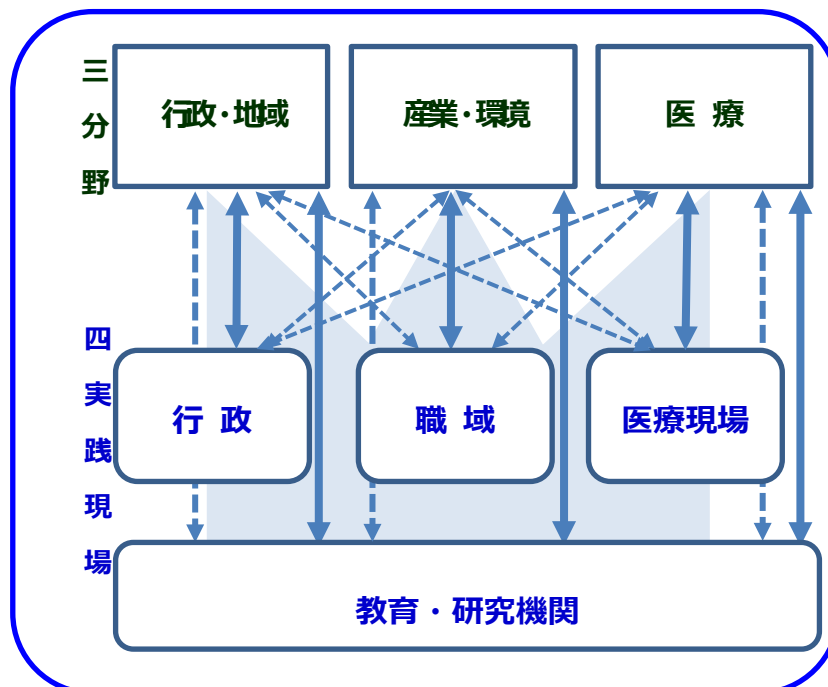 三分野
行政・地域
産業・環境
医 療
四実践現場
行 政
職 域
医療現場
教育・研究機関